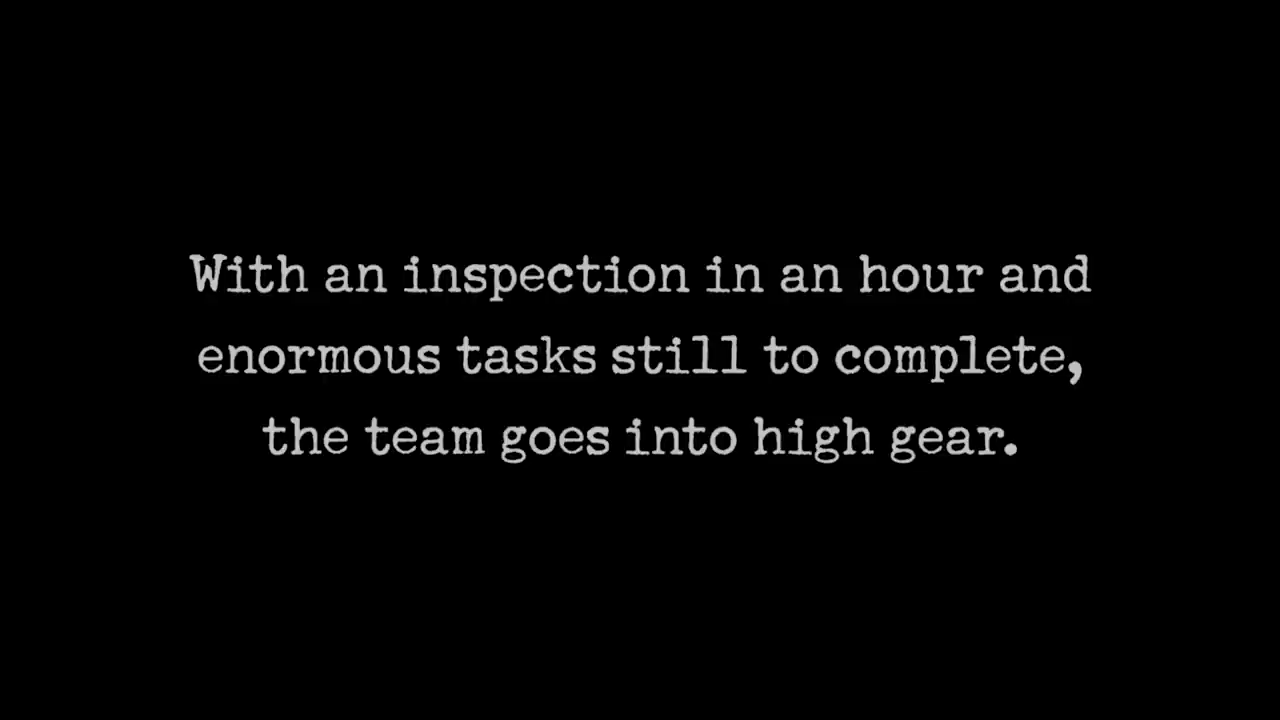 With an inspection in an hour and
enormous tasks still to complete,
the team goes into high gear.